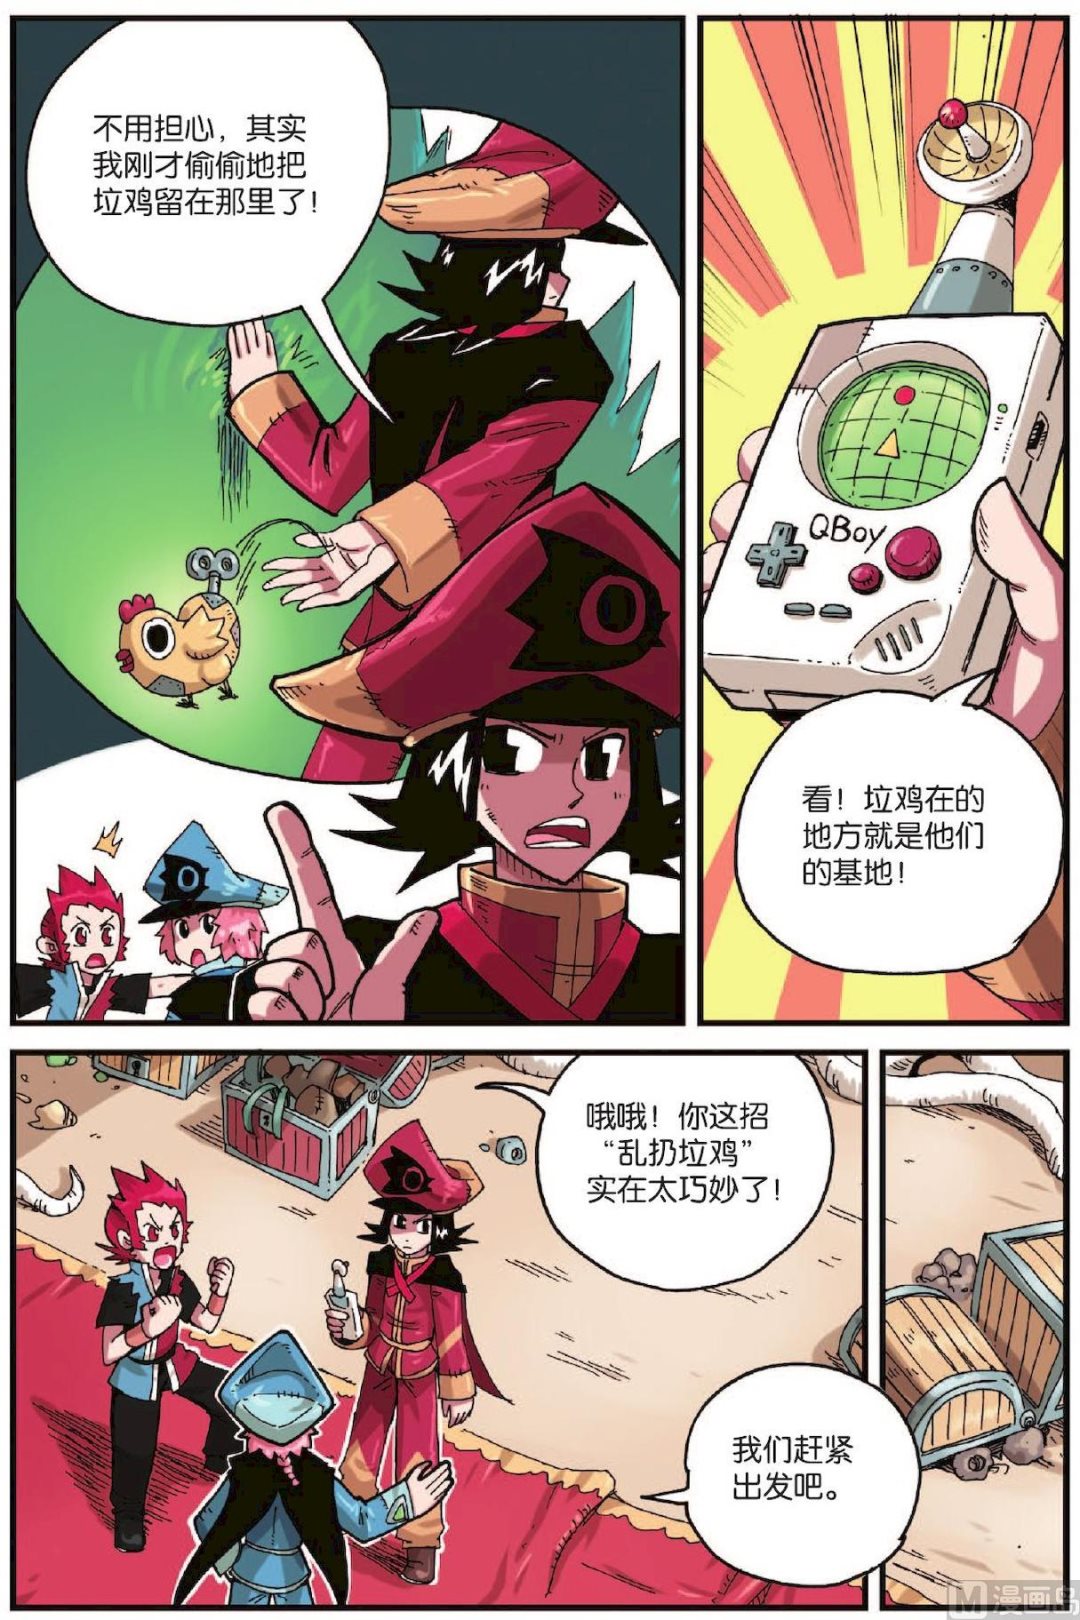 不用担心，其实
我刚才偷偷地把
垃鸡留在那里了！
QBoy
看！垃鸡在的
地方就是他们
的基地！
哦哦！你这招
“乱扔垃鸡”
实在太巧妙了！
我们赶紧
出发吧。
M漫画岛